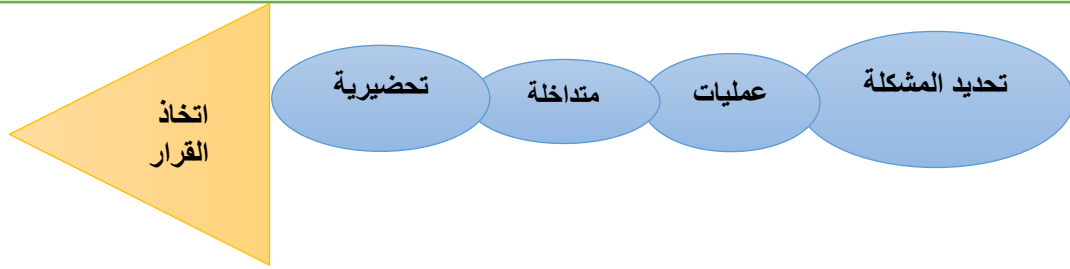 تحديد المشكلة
عمليات
متداخلة
تحضيرية
اتخاذ
القرار